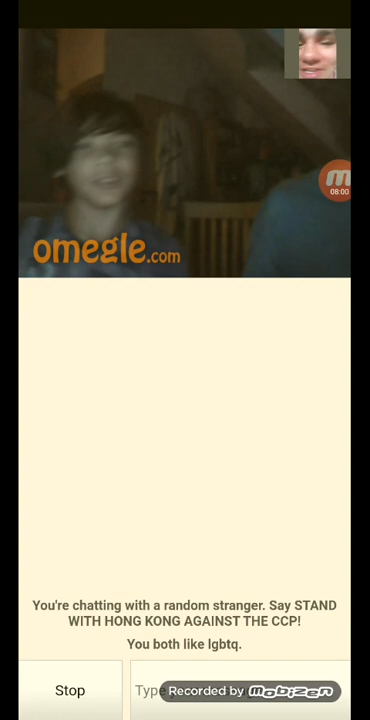 08:00
omegle.com
You're chatting with a random stranger. Say STAND
WITH HONG KONG AGAINST THE CCP!
You both like lgbtq.
Stop
Type
Recorded by mobizen